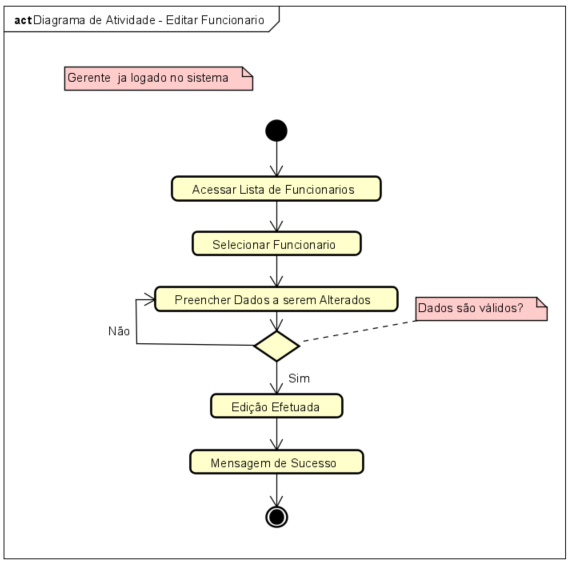 act Diagrama de Atividade - Editar Funcionario
Gerente ja logado no sistema
Acessar Lista de Funcionarios
Selecionar Funcionario
Preencher Dados a serem Alterados
Dados são válidos?
Não
Sim
Edição Efetuada
Mensagem de Sucesso